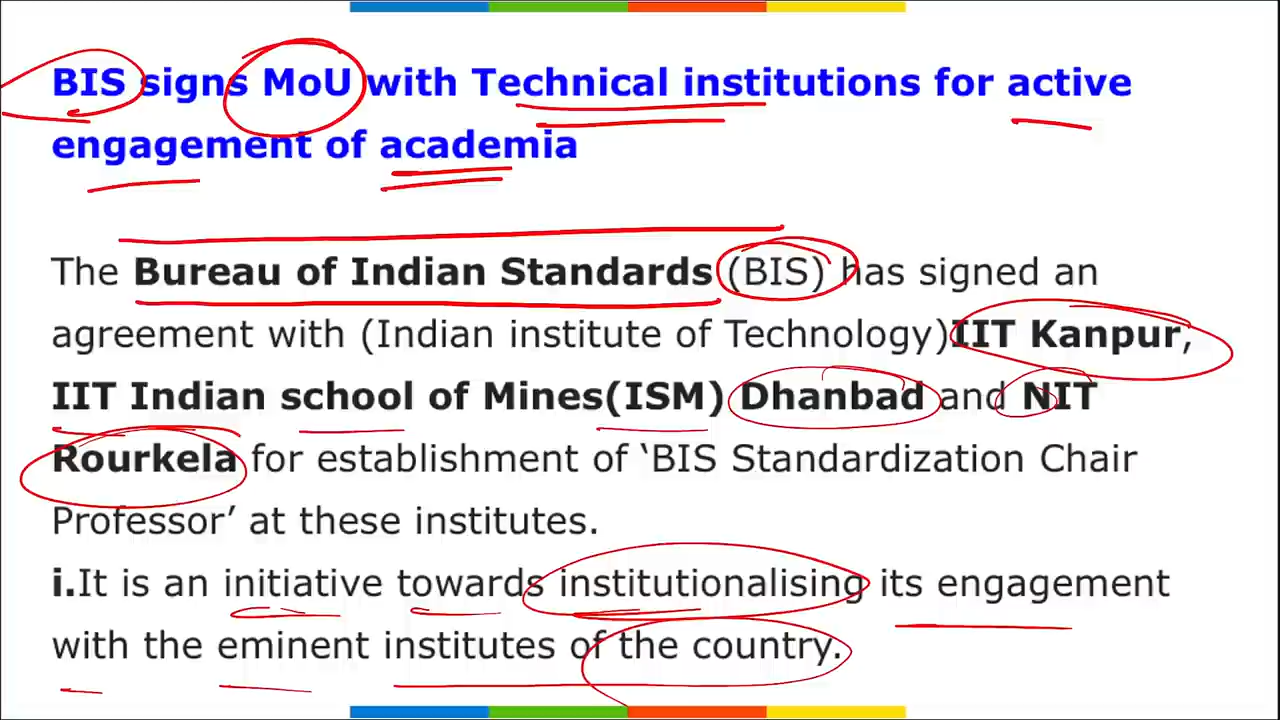 BIS signs MoU with Technical institutions for active
engagement of academia
The Bureau of Indian Standards (BIS) has signed an
agreement with (Indian institute of Technology)IIT Kanpur,
IIT Indian school of Mines(ISM) Dhanbad and NIT
Rourkela for establishment of ‘BIS Standardization Chair
Professor’ at these institutes.
i.It is an initiative towards institutionalising its engagement
with the eminent institutes of the country.